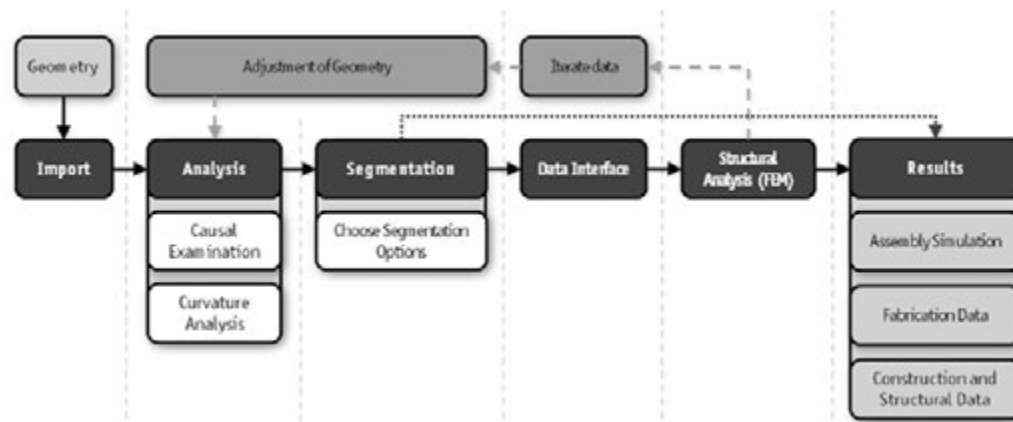 Geometry
Adjustment of Geometry
Iterate data
Import
Analysis
Segmentation
Data Interface
Structural
Analysis (FEM)
Results
Causal
Examination
Choose Segmentation
Options
Assembly Simulation
Curvature
Analysis
Fabrication Data
Construction and
Structural Data